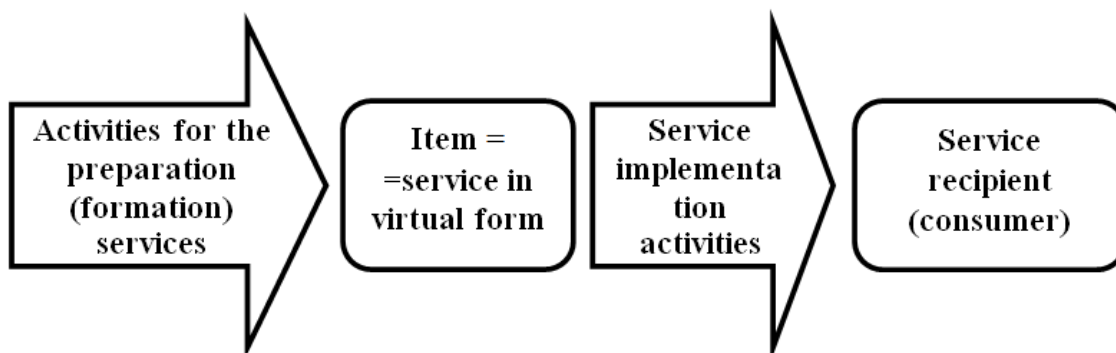 Activities for the
preparation
(formation)
services
Item =
=service in
virtual form
Service
implementa
tion
activities
Service
recipient
(consumer)